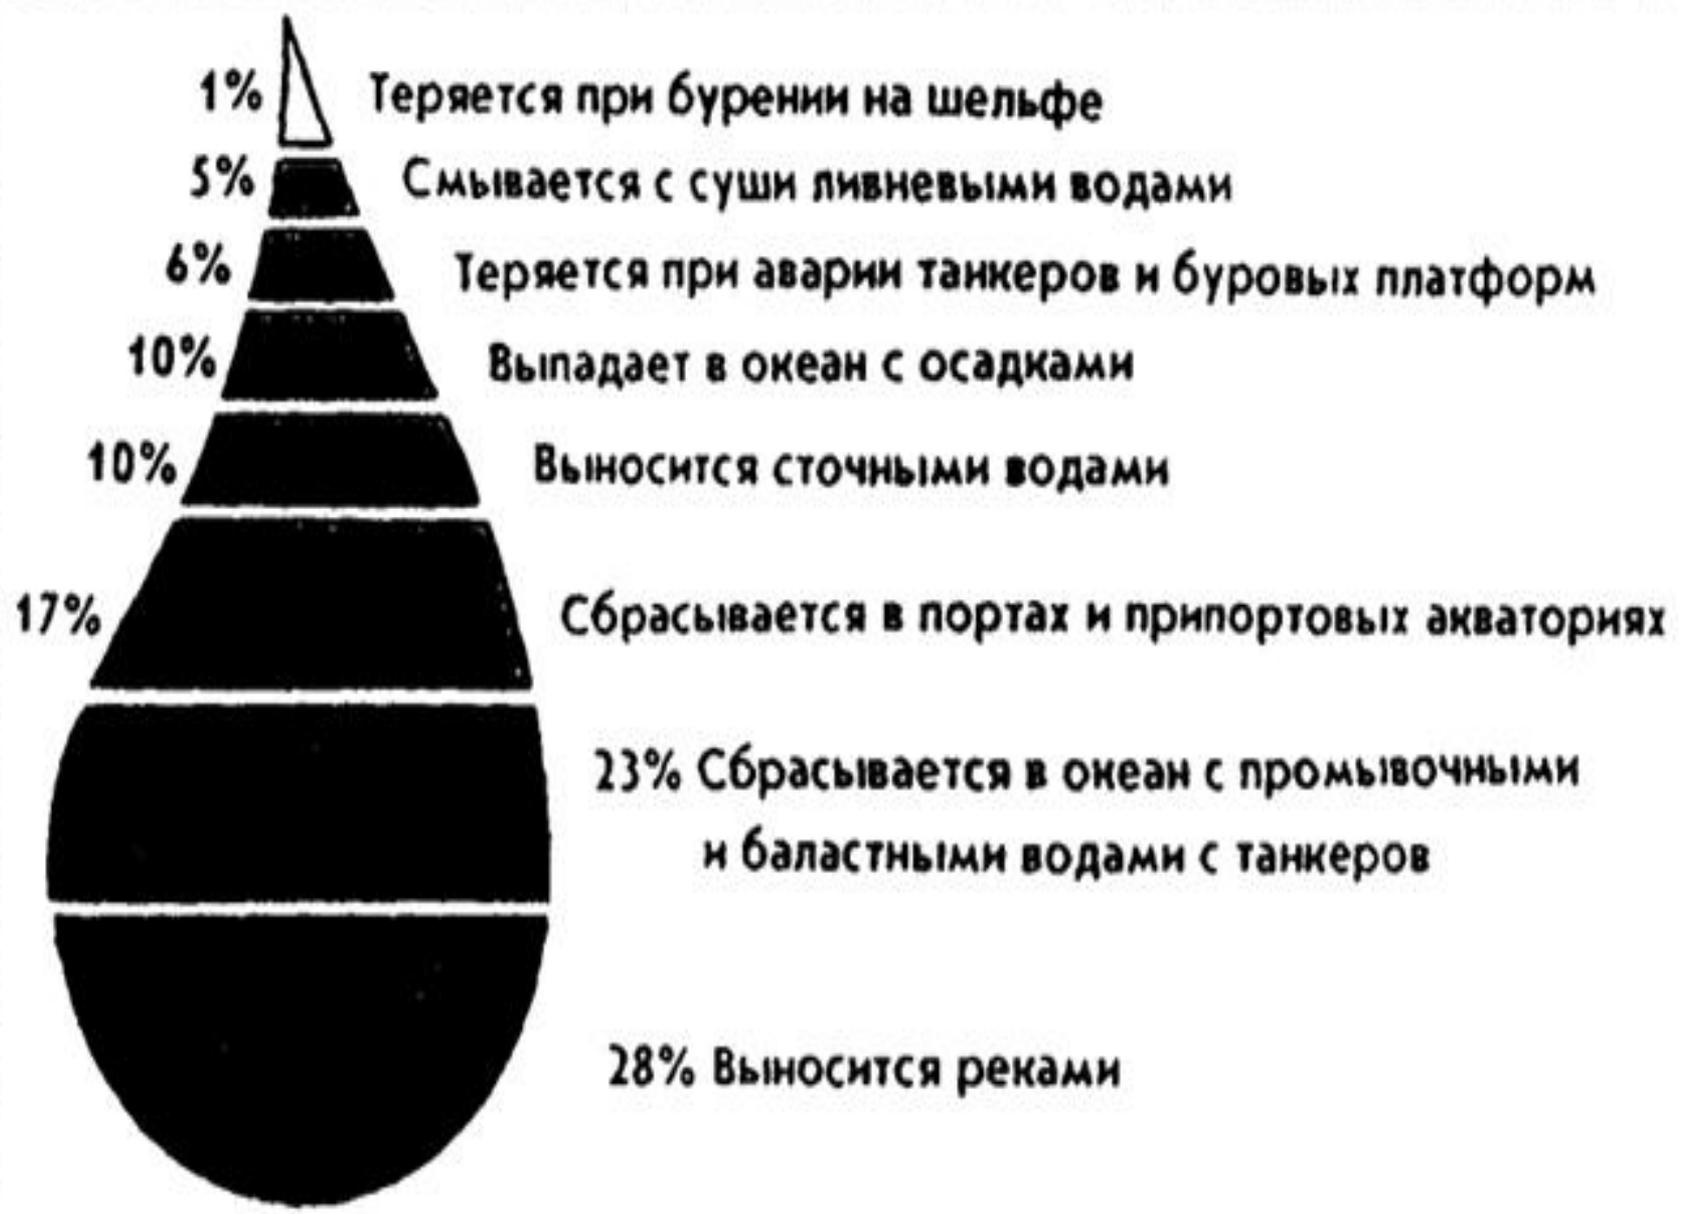 1% Теряется при бурении на шельфе
5% Смывается с суши ливневыми водами
6% Теряется при аварии танкеров и буровых платформ
10% Выпадает в океан с осадками
10% Выносится сточными водами
17% Сбрасывается в портах и припортовых акваториях
23% Сбрасывается в океан с промывочными
и баластными водами с танкеров
28% Выносится реками